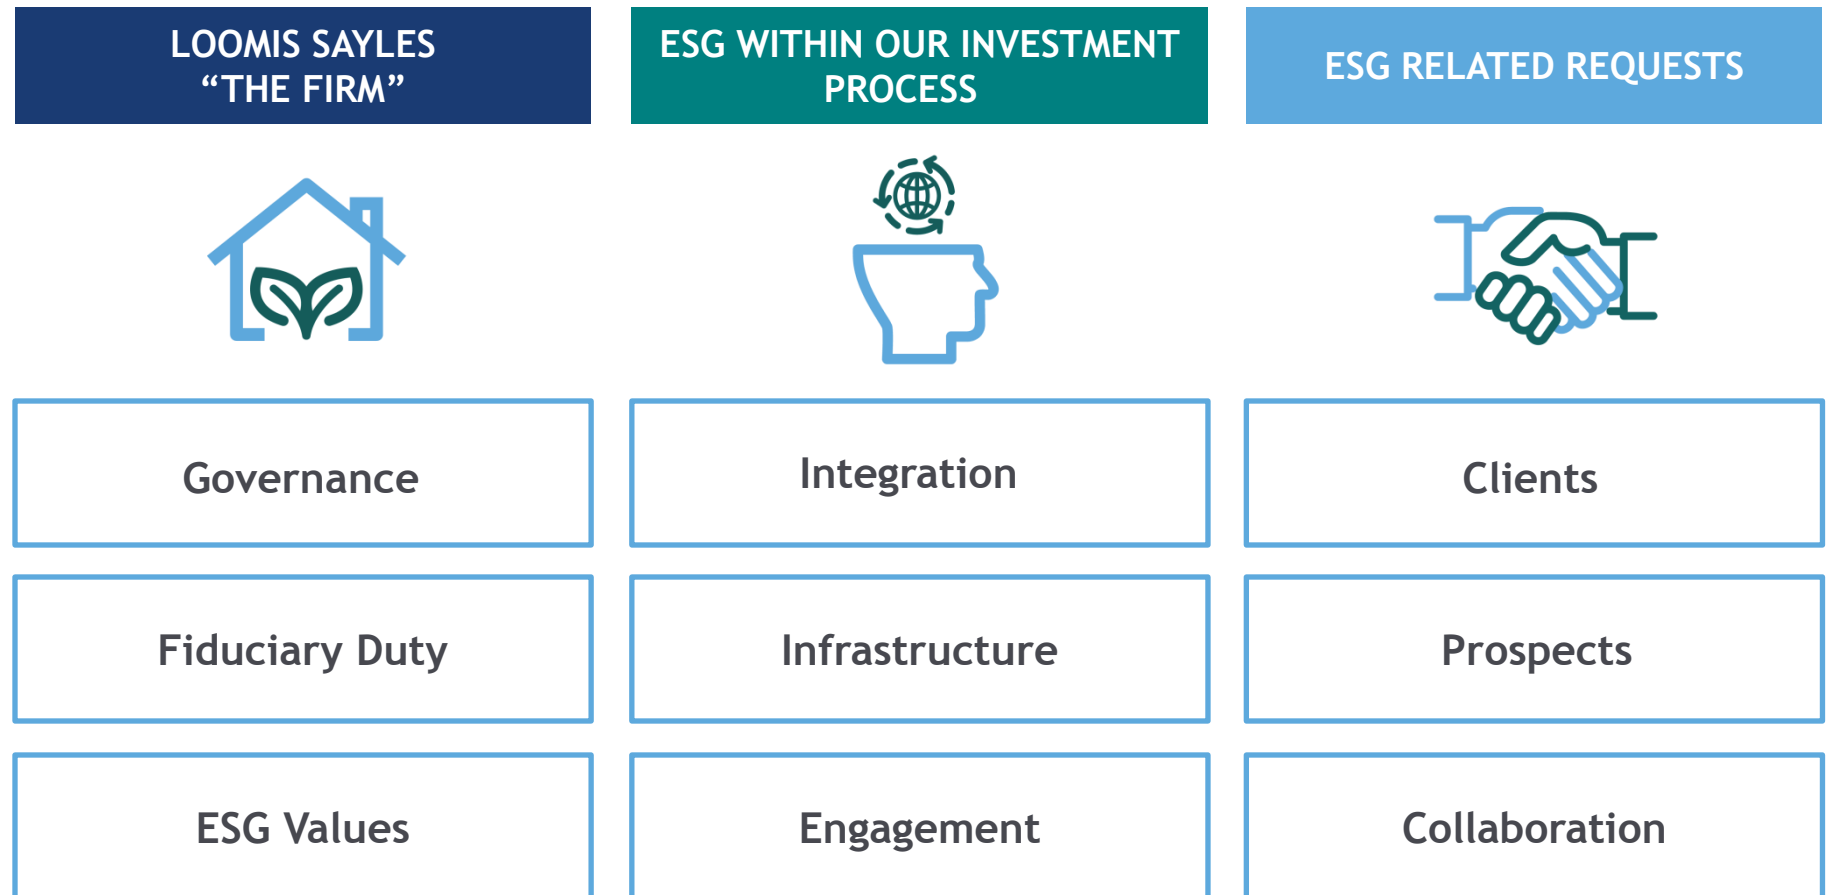 LOOMIS SAYLES
“THE FIRM”
ESG WITHIN OUR INVESTMENT
PROCESS
ESG RELATED REQUESTS
Governance
Integration
Clients
Fiduciary Duty
Infrastructure
Prospects
ESG Values
Engagement
Collaboration